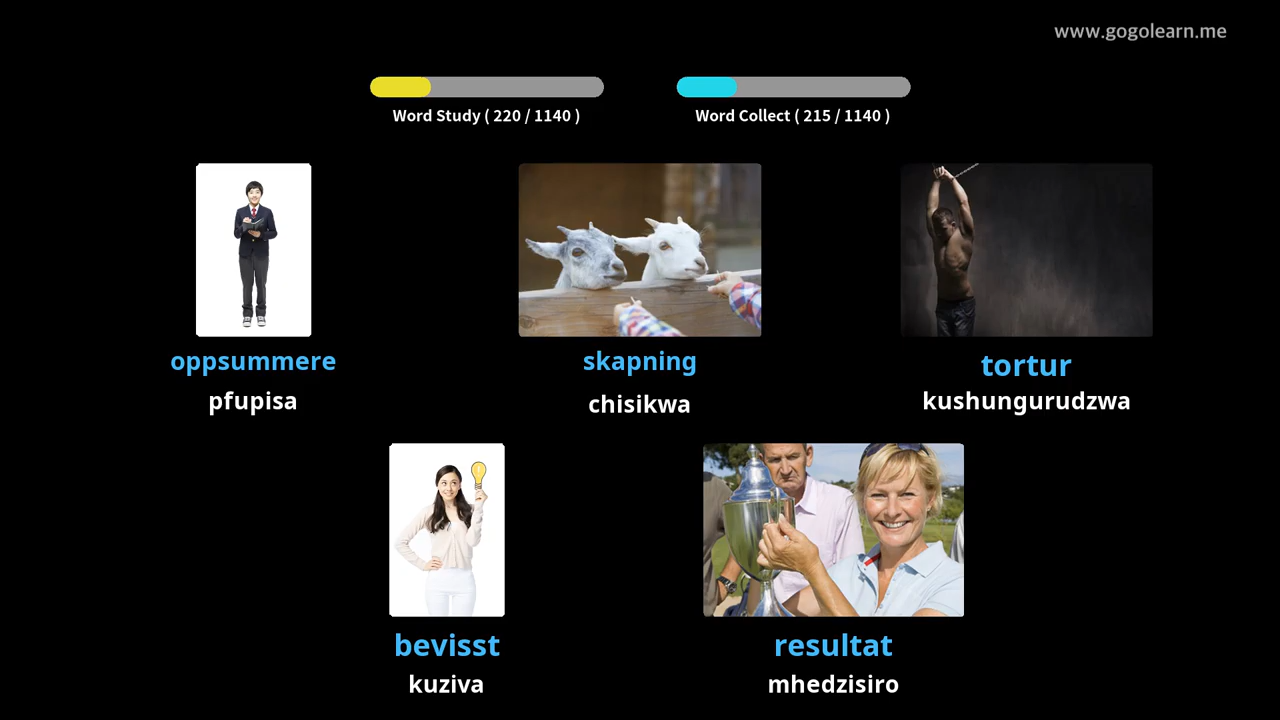 www.gogolearn.me
Word Study ( 220 / 1140 )
Word Collect ( 215 / 1140 )
oppsummere
pfupisa
skapning
chisikwa
tortur
kushungurudzwa
bevisst
kuziva
resultat
mhedzisiro